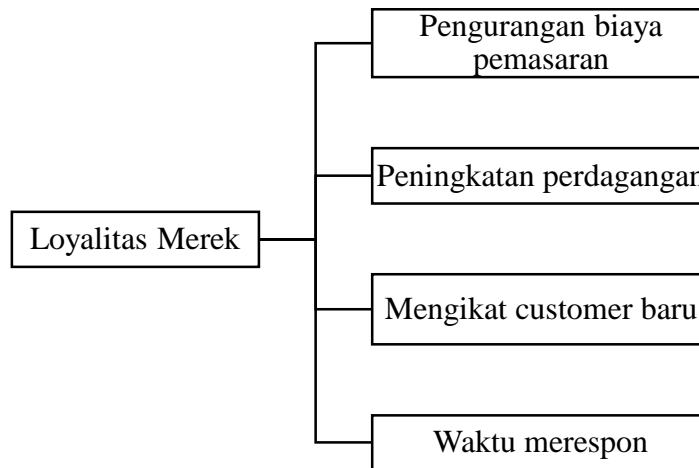 Pengurangan biaya
pemasaran
Peningkatan perdagangan
Loyalitas Merek
Mengikat customer baru
Waktu merespon